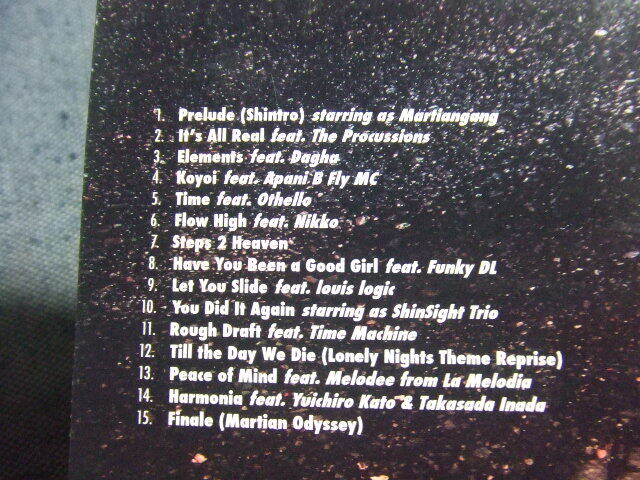 1. Prelude (Shintro) starring as Martiangang
2. It's All Real feat. The Procussions
3. Elements feat. Dagha
4. Koyoi feat. Apani B Fly MC
5. Time feat. Othello
6. Flow High feat. Nikko
7. Steps 2 Heaven
8. Have You Been a Good Girl feat. Funky DL
9. Let You Slide feat. louis logic
10. You Did It Again starring as ShinSight Trio
11. Rough Draft feat. Time Machine
12. Till the Day We Die (Lonely Nights Theme Reprise)
13. Peace of Mind feat. Melodee from La Melodia
14. Harmonia feat. Yuichiro Kato & Takasada Inada
15. Finale (Martian Odyssey)